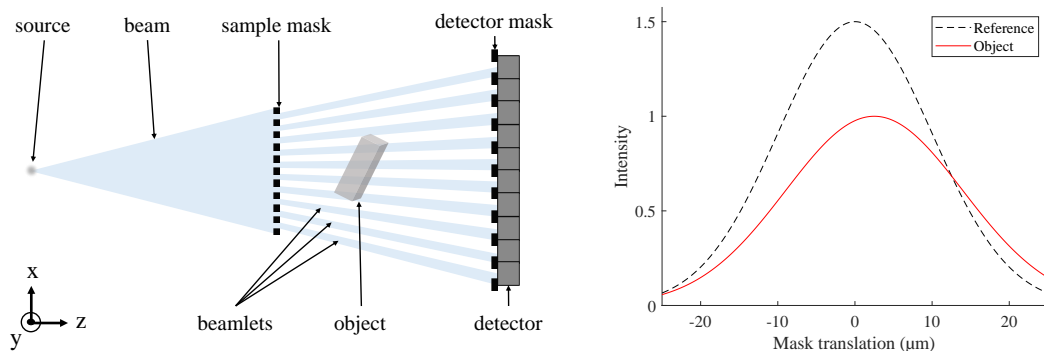 source
beam
sample mask
detector mask
x
y
z
beamlets
object
detector
Reference
Object
Intensity
1.5
1
0.5
0
-20
-10
0
10
20
Mask translation (μm)